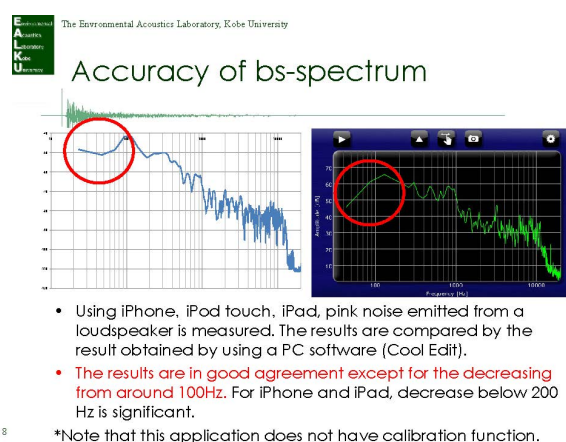 Environmental
Acoustics
Laboratory
Kobe
University
The Envronmental Acoustics Laboratory, Kobe University
Accuracy of bs-spectrum
70
60
50
40
30
20
10
Amplitude [dB]
100 1000 10000
Frequency [Hz]
• Using iPhone, iPod touch, iPad, pink noise emitted from a
loudspeaker is measured. The results are compared by the
result obtained by using a PC software (Cool Edit).
• The results are in good agreement except for the decreasing
from around 100Hz. For iPhone and iPad, decrease below 200
Hz is significant.
8
*Note that this application does not have calibration function.